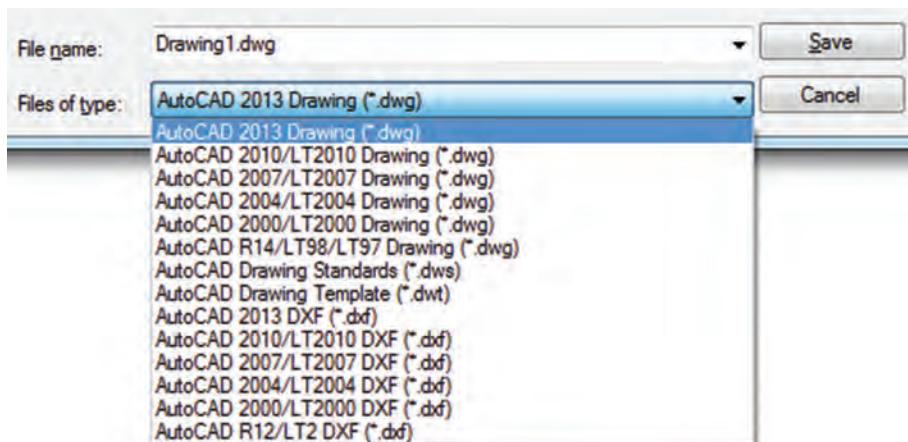 File name: Drawing1.dwg Save
Files of type: AutoCAD 2013 Drawing (*.dwg) Cancel
AutoCAD 2013 Drawing (*.dwg)
AutoCAD 2010/LT2010 Drawing (*.dwg)
AutoCAD 2007/LT2007 Drawing (*.dwg)
AutoCAD 2004/LT2004 Drawing (*.dwg)
AutoCAD 2000/LT2000 Drawing (*.dwg)
AutoCAD R14/LT98/LT97 Drawing (*.dwg)
AutoCAD Drawing Standards (*.dws)
AutoCAD Drawing Template (*.dwt)
AutoCAD 2013 DXF (*.dxf)
AutoCAD 2010/LT2010 DXF (*.dxf)
AutoCAD 2007/LT2007 DXF (*.dxf)
AutoCAD 2004/LT2004 DXF (*.dxf)
AutoCAD 2000/LT2000 DXF (*.dxf)
AutoCAD R12/LT2 DXF (*.dxf)